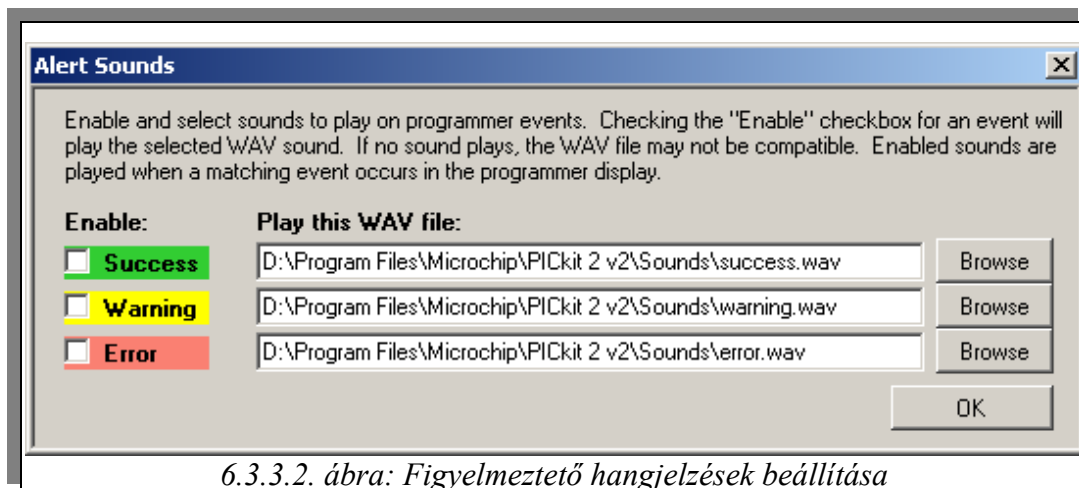 Alert Sounds
Enable and select sounds to play on programmer events. Checking the "Enable" checkbox for an event will
play the selected WAV sound. If no sound plays, the WAV file may not be compatible. Enabled sounds are
played when a matching event occurs in the programmer display.
Enable: Play this WAV file:
Success D:\Program Files\Microchip\PICkit 2 v2\Sounds\success.wav Browse
Warning D:\Program Files\Microchip\PICkit 2 v2\Sounds\warning.wav Browse
Error D:\Program Files\Microchip\PICkit 2 v2\Sounds\error.wav Browse
OK
6.3.3.2. ábra: Figyelmeztető hangjelzések beállítása